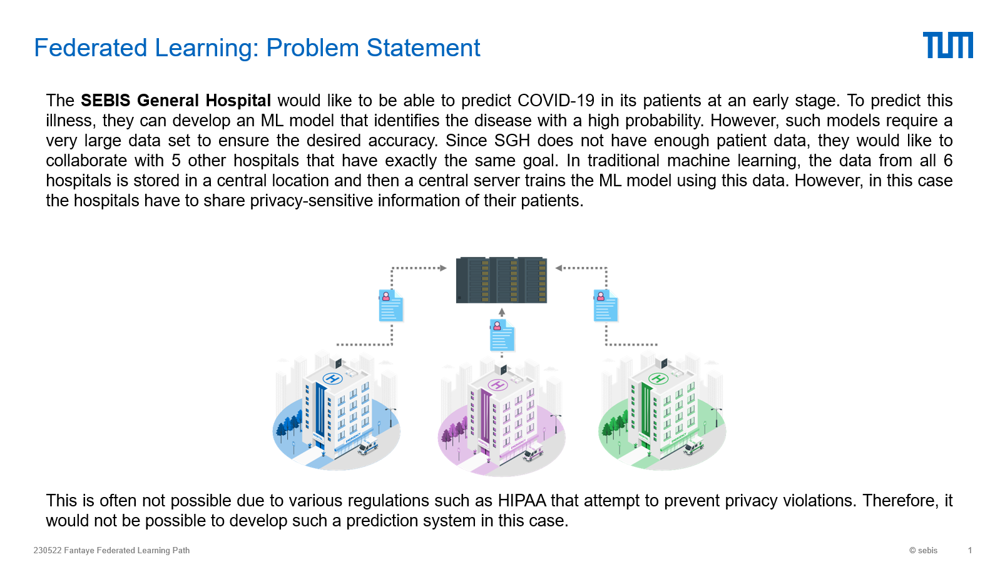 Federated Learning: Problem Statement
TUM
The SEBIS General Hospital would like to be able to predict COVID-19 in its patients at an early stage. To predict this
illness, they can develop an ML model that identifies the disease with a high probability. However, such models require a
very large data set to ensure the desired accuracy. Since SGH does not have enough patient data, they would like to
collaborate with 5 other hospitals that have exactly the same goal. In traditional machine learning, the data from all 6
hospitals is stored in a central location and then a central server trains the ML model using this data. However, in this case
the hospitals have to share privacy-sensitive information of their patients.
H
H
H
HOSPITAL
EMERGENCY
HOSPITAL
EMERGENCY
HOSPITAL
EMERGENCY
This is often not possible due to various regulations such as HIPAA that attempt to prevent privacy violations. Therefore, it
would not be possible to develop such a prediction system in this case.
230522 Fantaye Federated Learning Path
© sebis
1